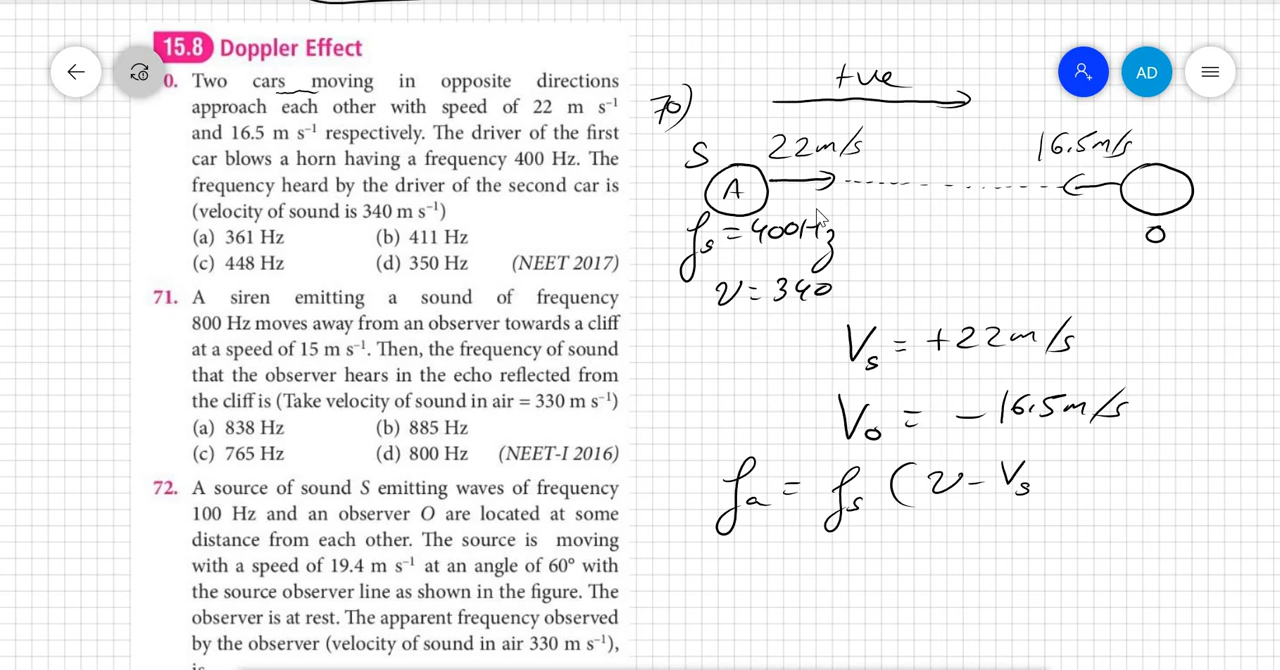 15.8 Doppler Effect
0. Two cars moving in opposite directions
approach each other with speed of 22 m s⁻¹
and 16.5 m s⁻¹ respectively. The driver of the first
car blows a horn having a frequency 400 Hz. The
frequency heard by the driver of the second car is
(velocity of sound is 340 m s⁻¹)
(a) 361 Hz (b) 411 Hz
(c) 448 Hz (d) 350 Hz (NEET 2017)
71. A siren emitting a sound of frequency
800 Hz moves away from an observer towards a cliff
at a speed of 15 m s⁻¹. Then, the frequency of sound
that the observer hears in the echo reflected from
the cliff is (Take velocity of sound in air = 330 m s⁻¹)
(a) 838 Hz (b) 885 Hz
(c) 765 Hz (d) 800 Hz (NEET-I 2016)
72. A source of sound S emitting waves of frequency
100 Hz and an observer O are located at some
distance from each other. The source is moving
with a speed of 19.4 m s⁻¹ at an angle of 60° with
the source observer line as shown in the figure. The
observer is at rest. The apparent frequency observed
by the observer (velocity of sound in air 330 m s⁻¹),
is
AD
+ve
70)
S 22m/s 16.5m/s
A
O
fs = 400Hz
v = 340
Vs = +22m/s
Vo = -16.5m/s
fa = fs (v - Vs